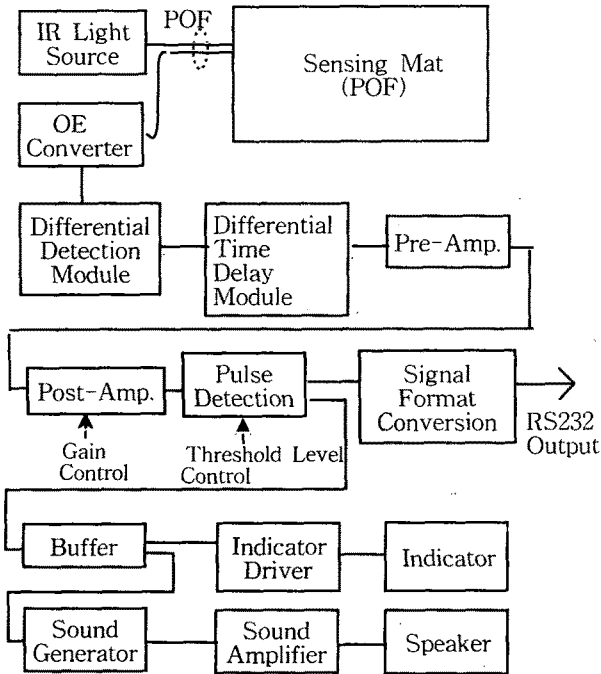 POF
IR Light
Source
Sensing Mat
(POF)
OE
Converter
Differential
Detection
Module
Differential
Time
Delay
Module
Pre-Amp.
Post-Amp.
Pulse
Detection
Signal
Format
Conversion
RS232
Output
Gain
Control
Threshold Level
Control
Buffer
Indicator
Driver
Indicator
Sound
Generator
Sound
Amplifier
Speaker